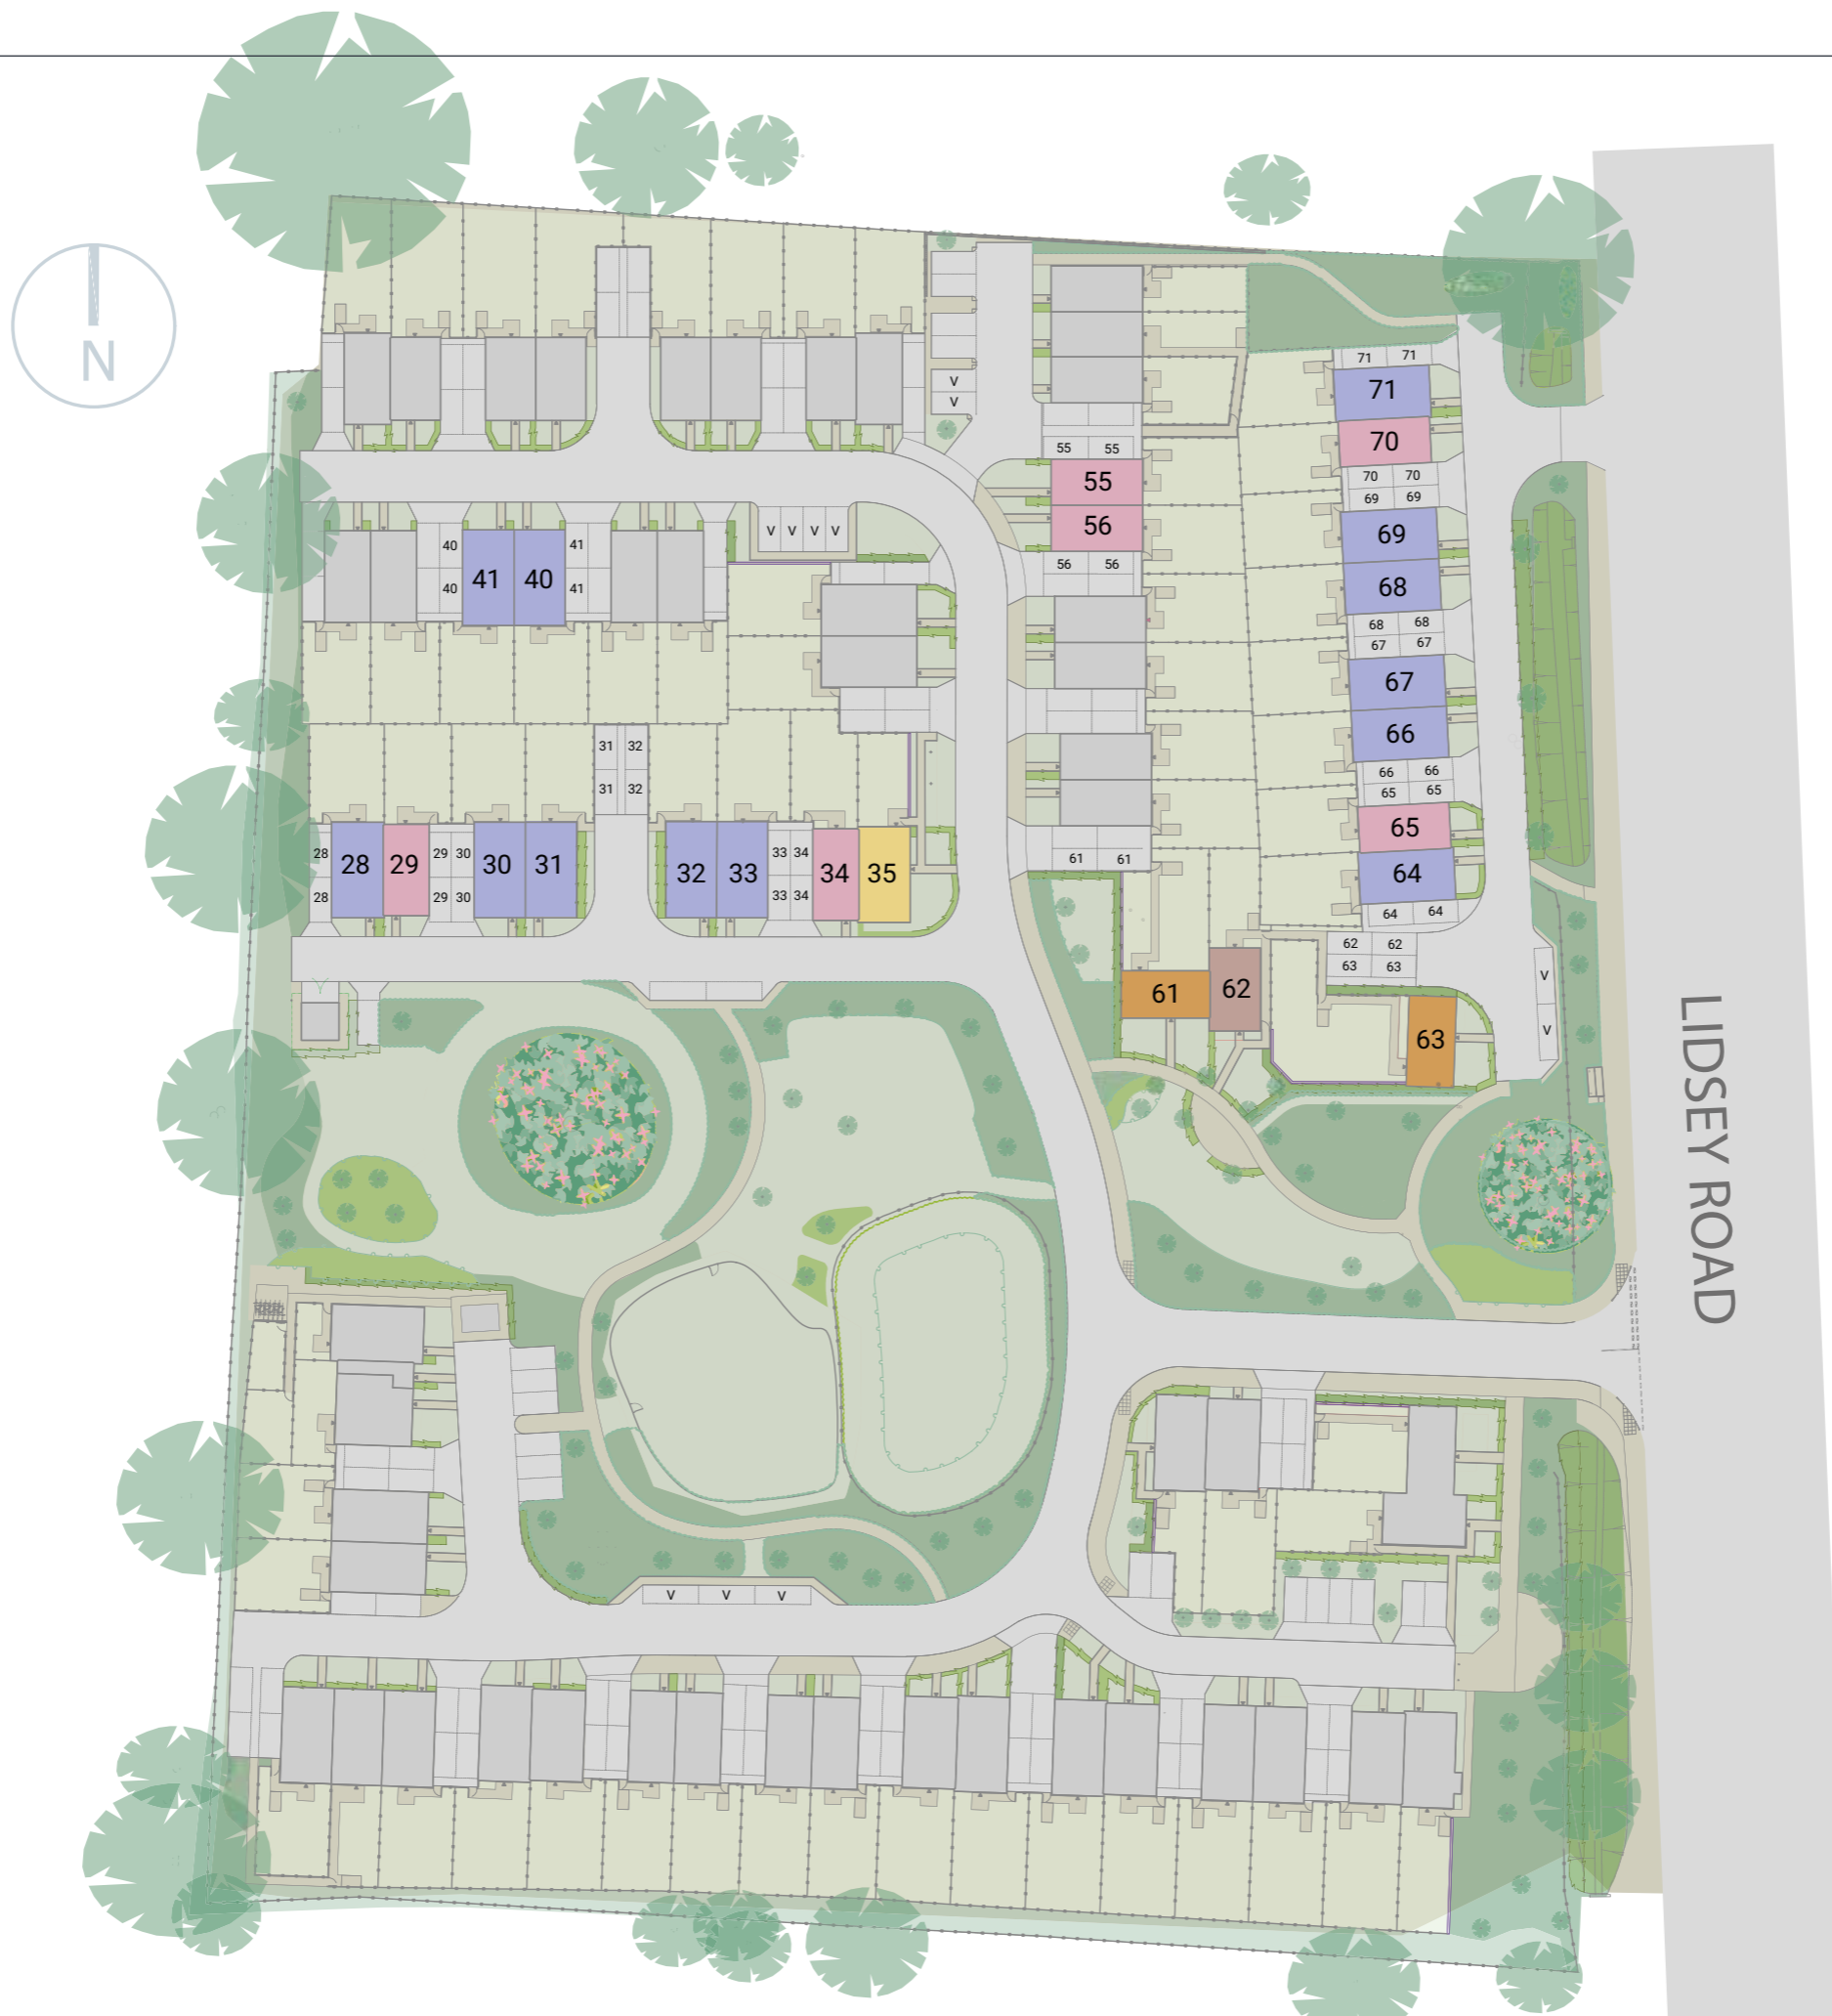 N
71 71
71
70
70 70
69 69
69
68
68 68
67 67
67
66
66 66
65 65
65
64
64 64
62 62
63 63
V
V
55 55
55
56
56 56
V V V V
40 41 40 41
40 41
31 32
31 32
28 28 29 29 30 30 31 32 33 33 34 34 35
28 29 30 33 34
61 61
61 62
63
V
V
LIDSEY ROAD
V V V